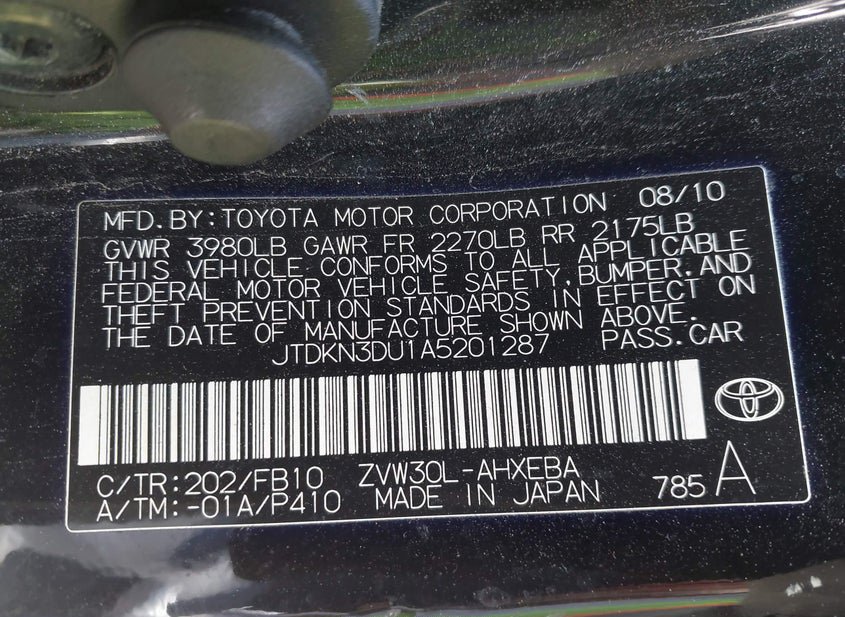 MFD. BY: TOYOTA MOTOR CORPORATION 08/10
GVWR 3980LB GAWR FR 2270LB RR 2175LB
THIS VEHICLE CONFORMS TO ALL APPLICABLE
FEDERAL MOTOR VEHICLE SAFETY, BUMPER, AND
THEFT PREVENTION STANDARDS IN EFFECT ON
THE DATE OF MANUFACTURE SHOWN ABOVE.
JTDKN3DU1A5201287 PASS.CAR
C/TR:202/FB10 ZVW30L-AHXEBA
A/TM:-01A/P410 MADE IN JAPAN 785 A